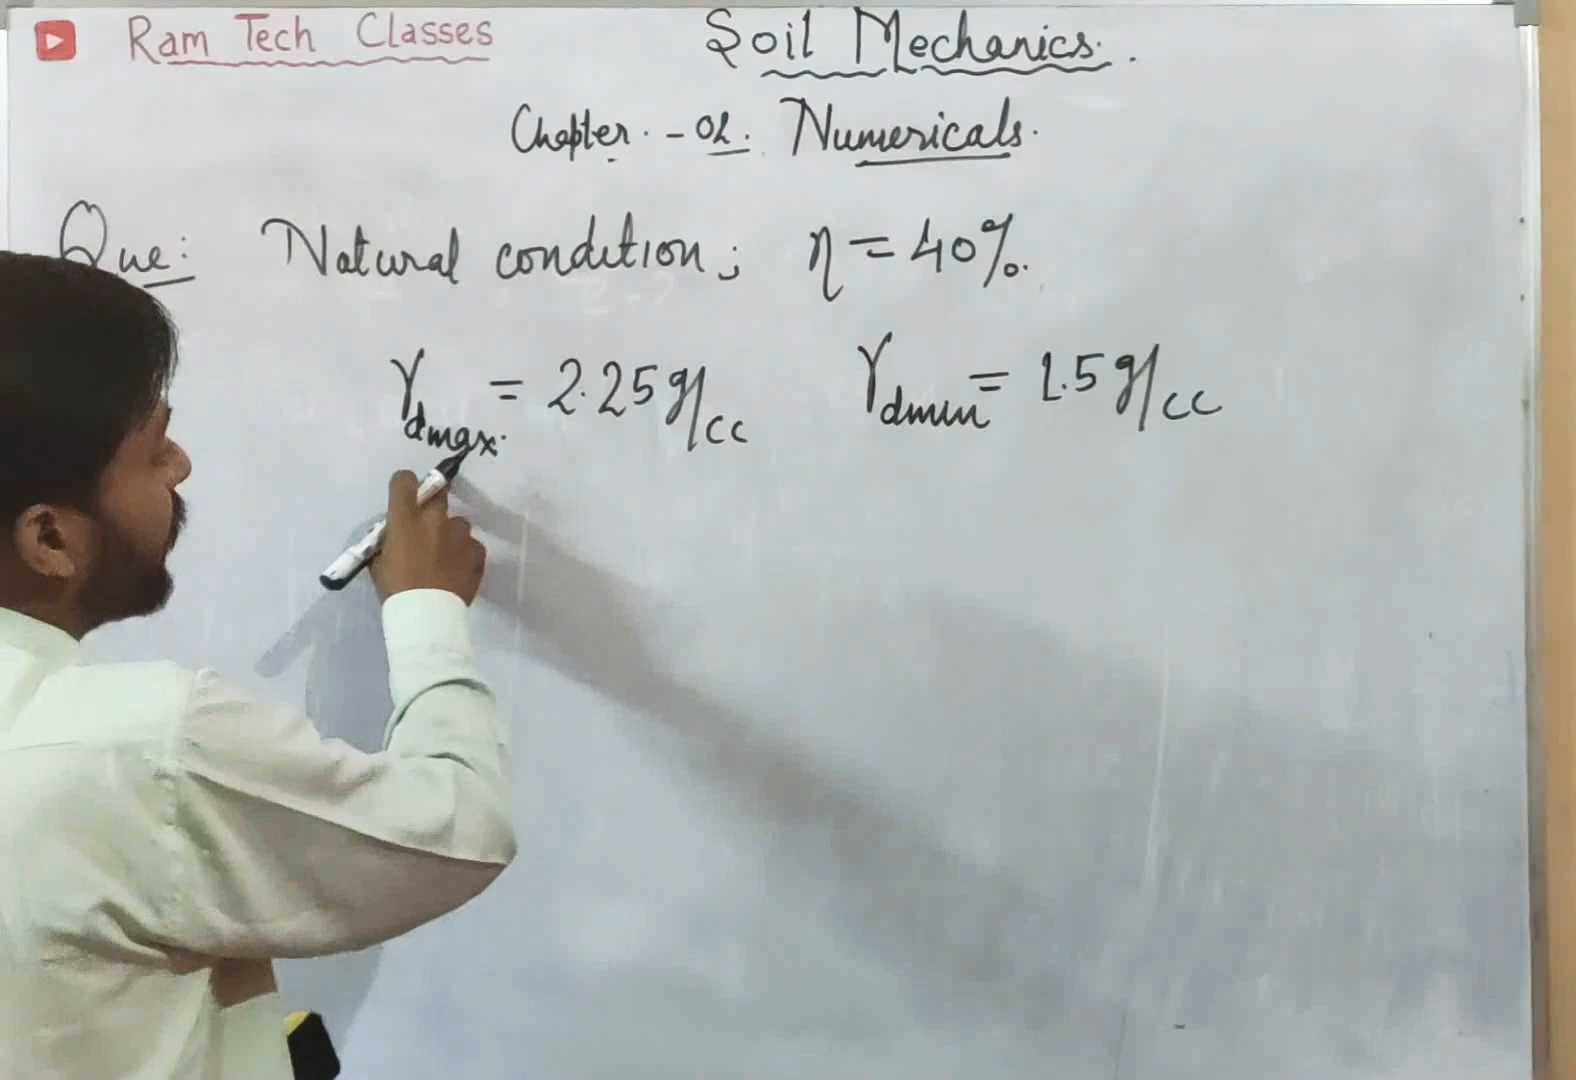 Ram Tech Classes
Soil Mechanics.
Chapter. - 02. Numericals.
Que: Natural condition; η = 40%.
γdmax. = 2.25 g/cc γdmin = 1.5 g/cc